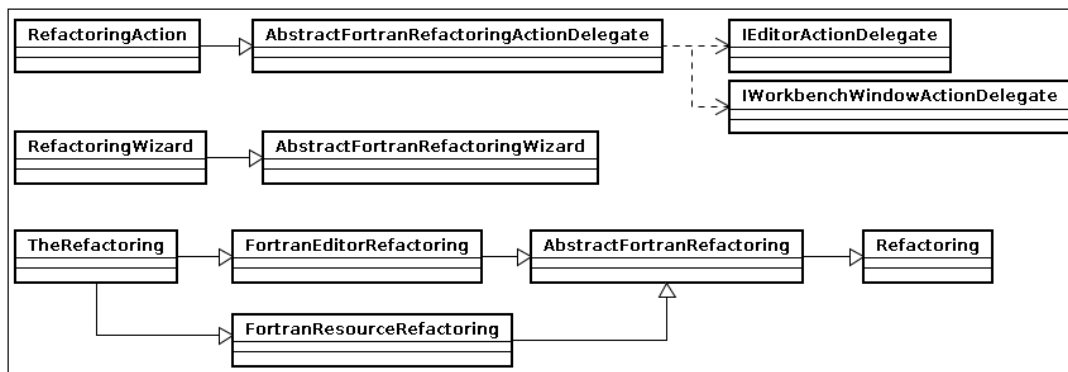 RefactoringAction
AbstractFortranRefactoringActionDelegate
IEditorActionDelegate
IWorkbenchWindowActionDelegate
RefactoringWizard
AbstractFortranRefactoringWizard
TheRefactoring
FortranEditorRefactoring
AbstractFortranRefactoring
Refactoring
FortranResourceRefactoring